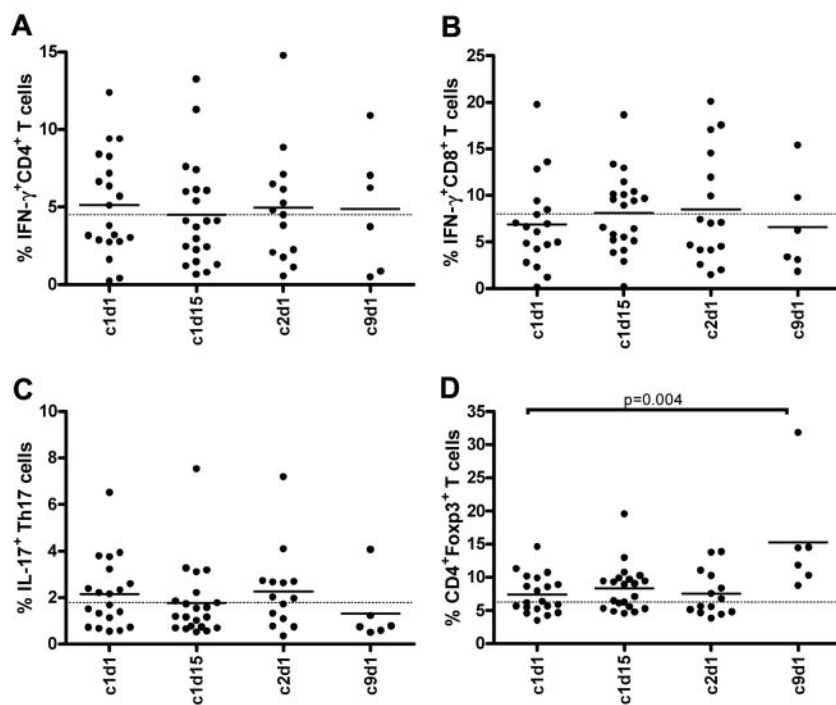 A
% IFN-γ⁺CD4⁺ T cells
15
10
5
0
c1d1
c1d15
c2d1
c9d1
B
% IFN-γ⁺CD8⁺ T cells
25
20
15
10
5
0
c1d1
c1d15
c2d1
c9d1
C
% IL-17⁺ Th17 cells
10
8
6
4
2
0
c1d1
c1d15
c2d1
c9d1
D
p=0.004
% CD4⁺Foxp3⁺ T cells
35
30
25
20
15
10
5
0
c1d1
c1d15
c2d1
c9d1